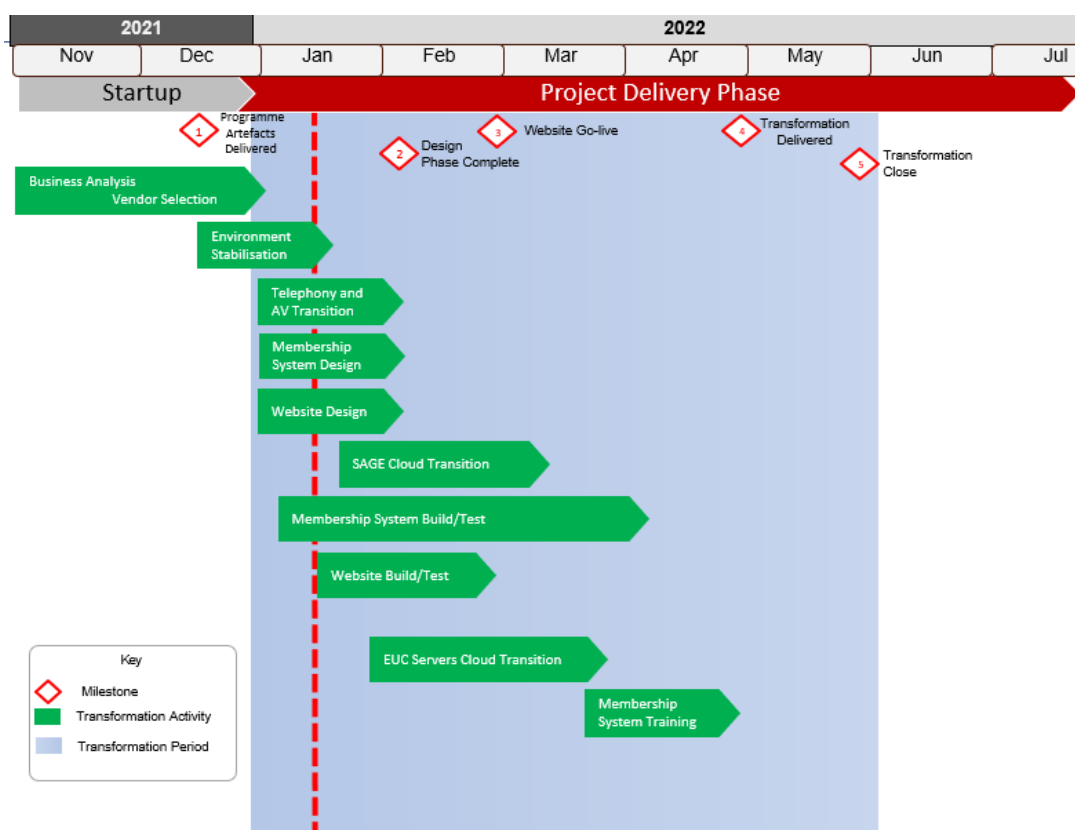 2021
2022
Nov
Dec
Jan
Feb
Mar
Apr
May
Jun
Jul
Startup
Project Delivery Phase
1
Programme
Artefacts
Delivered
2
Design
Phase Complete
3
Website Go-live
4
Transformation
Delivered
5
Transformation
Close
Business Analysis
Vendor Selection
Environment
Stabilisation
Telephony and
AV Transition
Membership
System Design
Website Design
SAGE Cloud Transition
Membership System Build/Test
Website Build/Test
EUC Servers Cloud Transition
Membership
System Training
Key
Milestone
Transformation Activity
Transformation Period